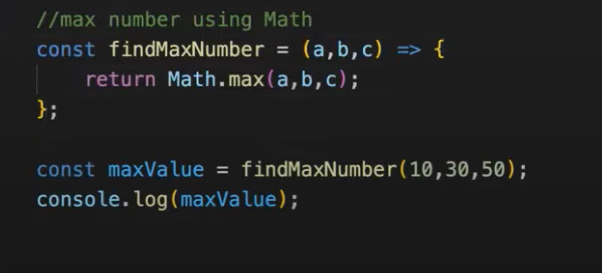 //max number using Math
const findMaxNumber = (a,b,c) => {
    return Math.max(a,b,c);
};

const maxValue = findMaxNumber(10,30,50);
console.log(maxValue);